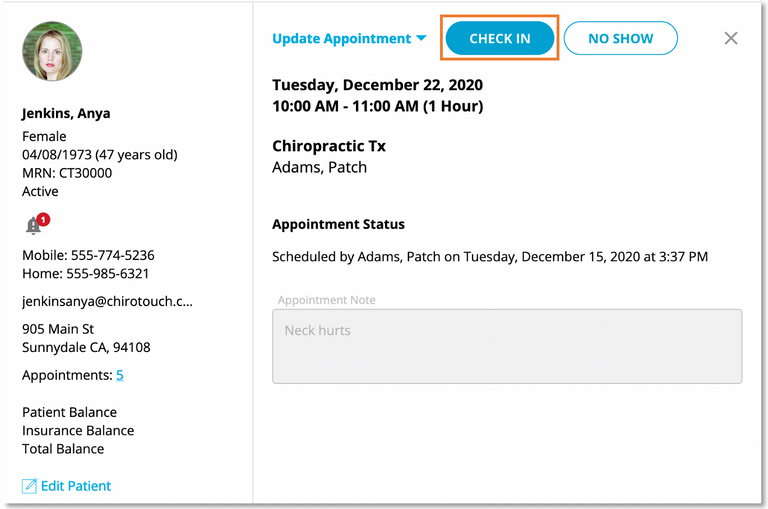 Jenkins, Anya
Female
04/08/1973 (47 years old)
MRN: CT30000
Active
1
Mobile: 555-774-5236
Home: 555-985-6321
jenkinsanya@chirotouch.c...
905 Main St
Sunnydale CA, 94108
Appointments: 5
Patient Balance
Insurance Balance
Total Balance
Edit Patient
Update Appointment
CHECK IN
NO SHOW
Tuesday, December 22, 2020
10:00 AM - 11:00 AM (1 Hour)
Chiropractic Tx
Adams, Patch
Appointment Status
Scheduled by Adams, Patch on Tuesday, December 15, 2020 at 3:37 PM
Appointment Note
Neck hurts